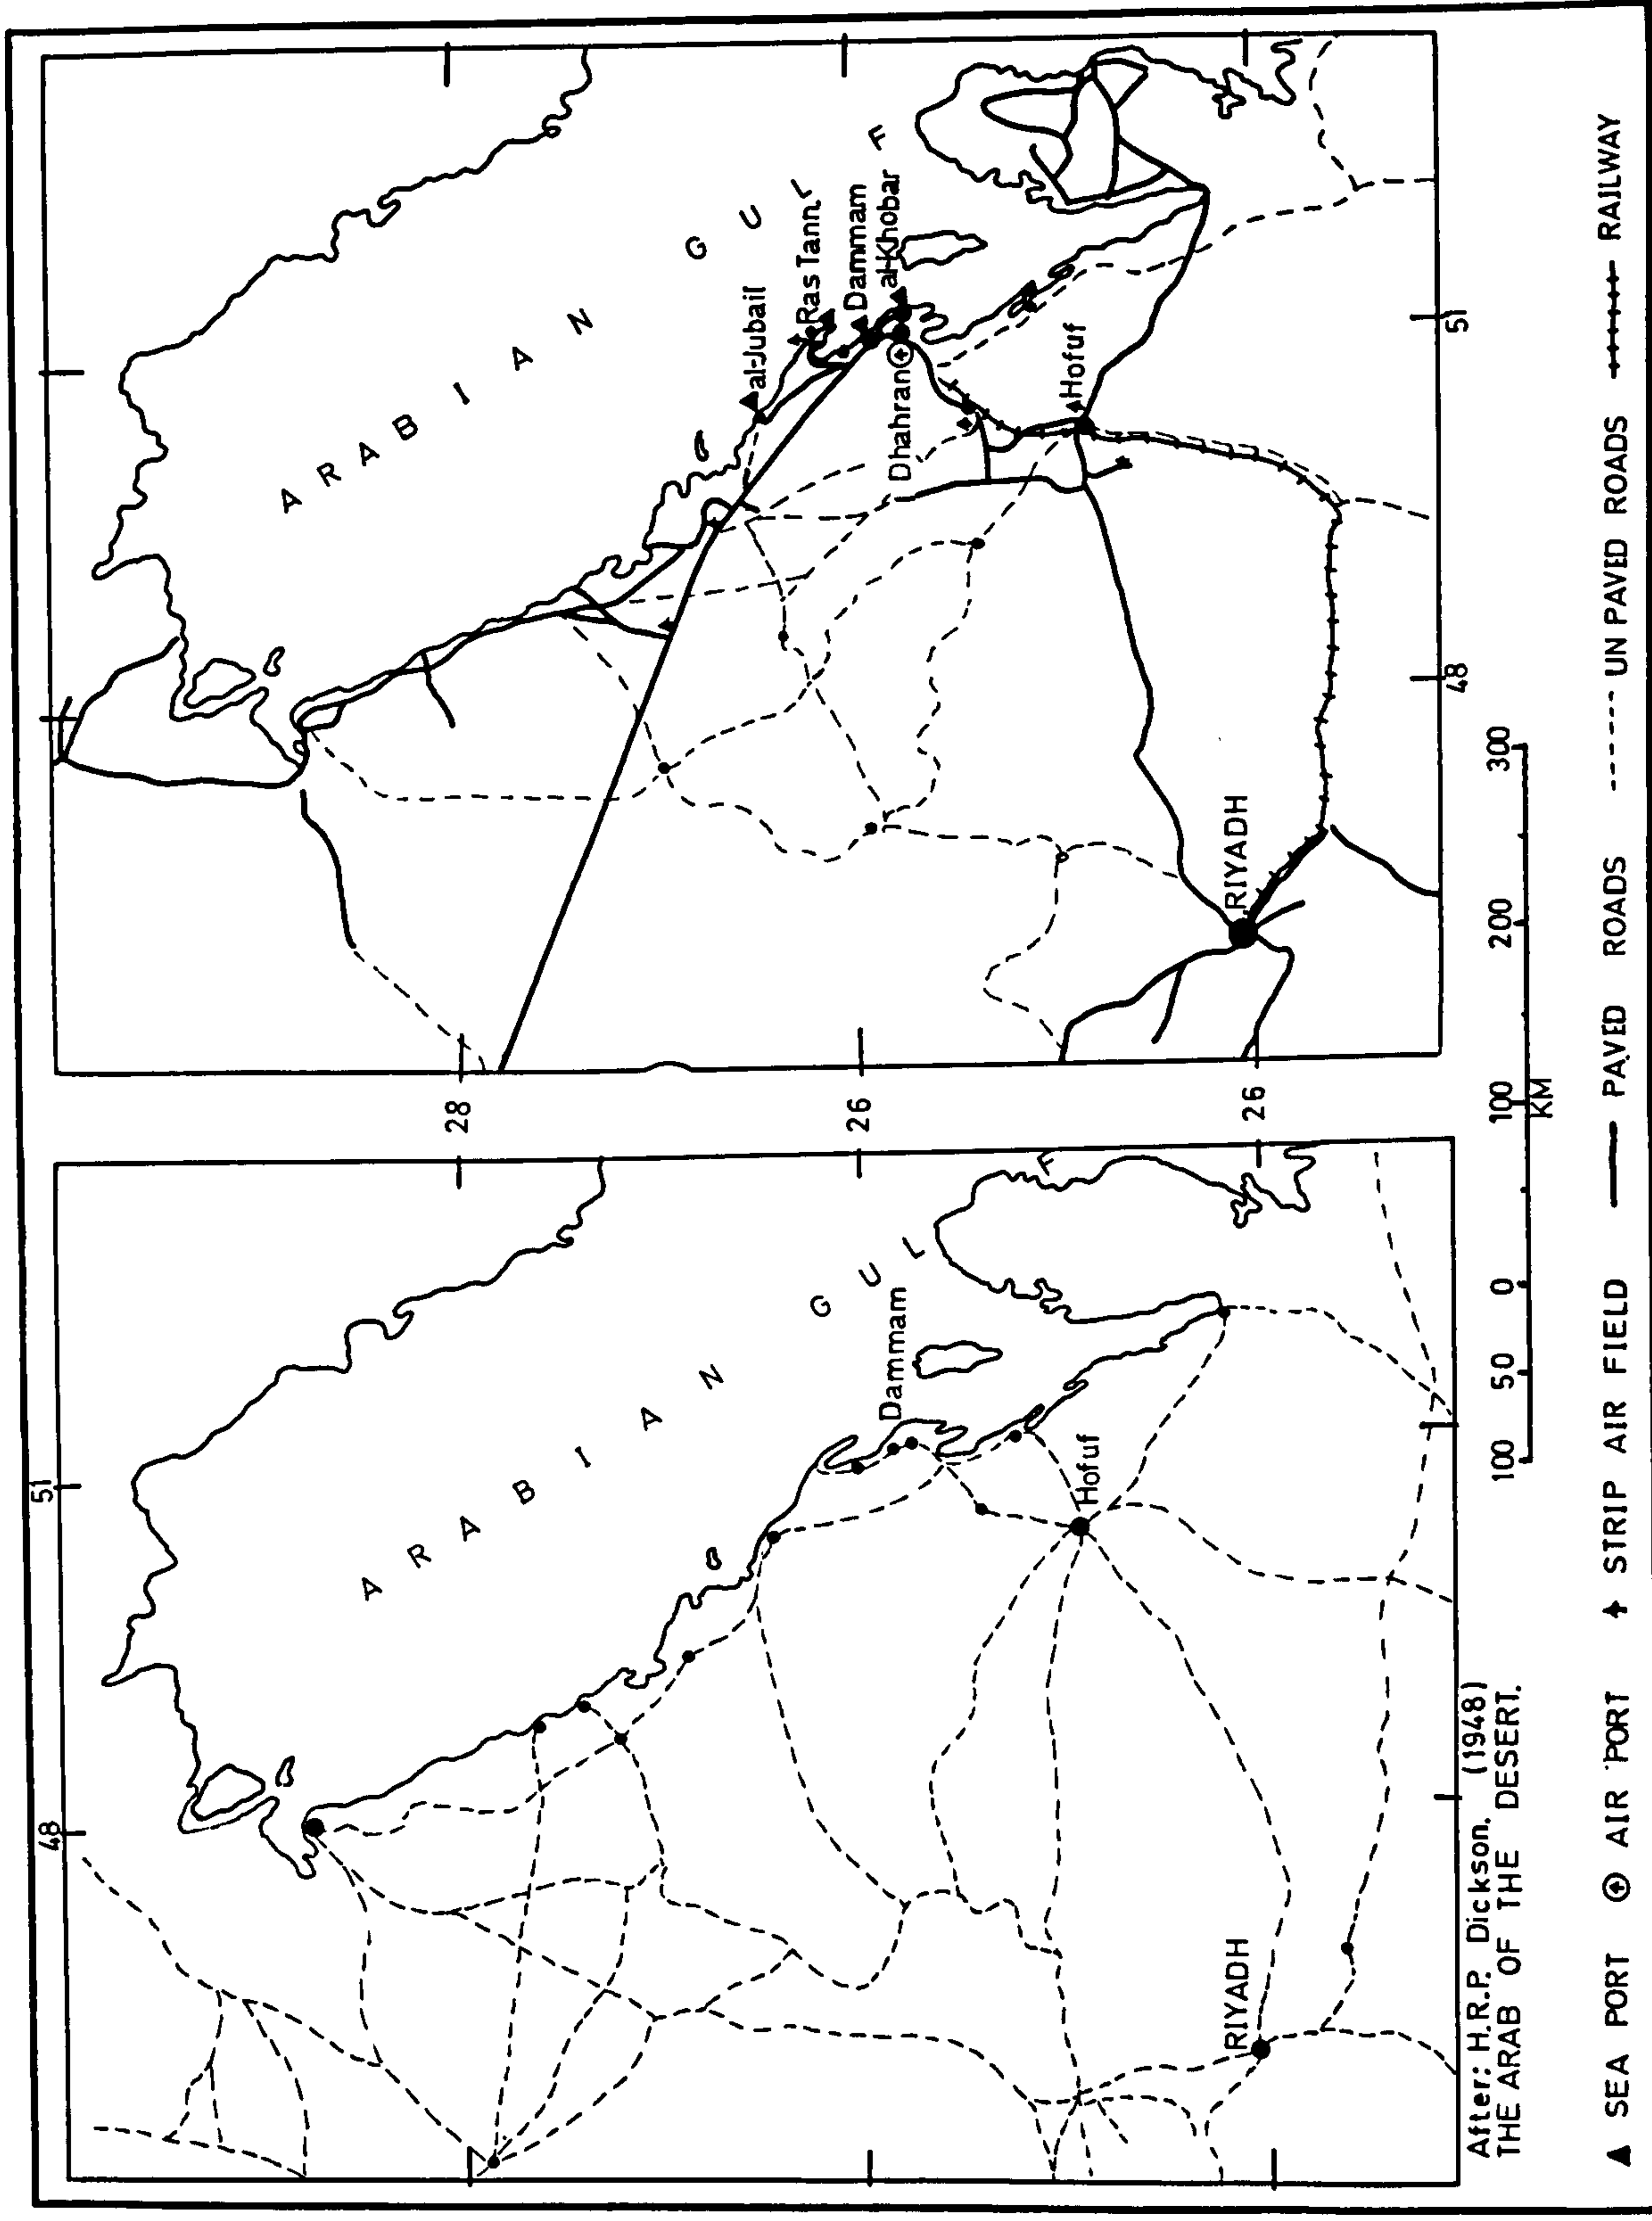 48
51
ARABIAN GULF
Dammam
Hofuf
RIYADH
After: H.R.P. Dickson. (1948)
THE ARAB OF THE DESERT.
28
26
26
ARABIAN GULF
al-Jubail
Ras Tann.
Dammam
al-Khobar
Dhahran
Hofuf
RIYADH
48
51
100 50 0 100 200 300
KM
SEA PORT AIR PORT STRIP AIR FIELD PAVED ROADS UN PAVED ROADS RAILWAY